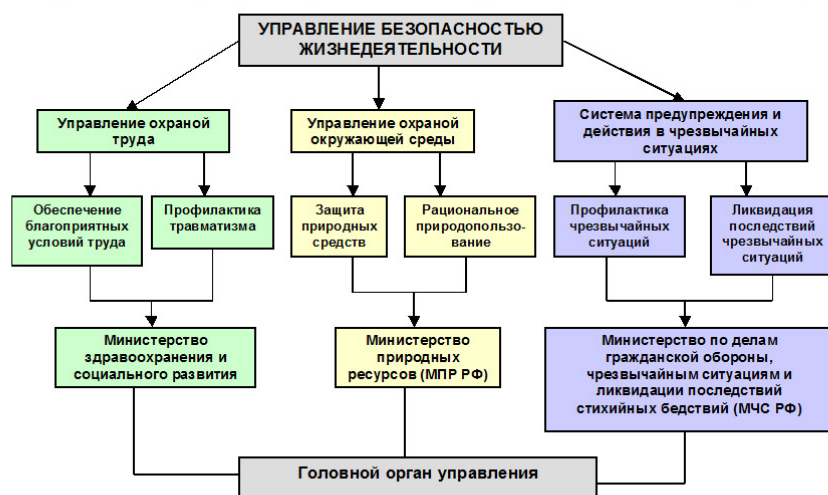 УПРАВЛЕНИЕ БЕЗОПАСНОСТЬЮ
ЖИЗНЕДЕЯТЕЛЬНОСТИ
Управление охраной
труда
Управление охраной
окружающей среды
Система предупреждения и
действия в чрезвычайных
ситуациях
Обеспечение
благоприятных
условий труда
Профилактика
травматизма
Защита
природных
средств
Рациональное
природопользо-
вание
Профилактика
чрезвычайных
ситуаций
Ликвидация
последствий
чрезвычайных
ситуаций
Министерство
здравоохранения и
социального развития
Министерство
природных
ресурсов (МПР РФ)
Министерство по делам
гражданской обороны,
чрезвычайным ситуациям и
ликвидации последствий
стихийных бедствий (МЧС РФ)
Головной орган управления